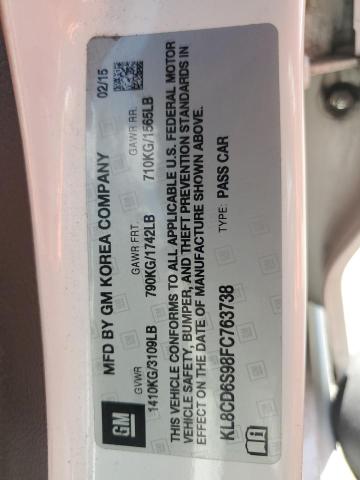 GM
MFD BY GM KOREA COMPANY 02/15
GVWR GAWR FRT. GAWR RR.
1410KG/3109LB 790KG/1742LB 710KG/1565LB
THIS VEHICLE CONFORMS TO ALL APPLICABLE U.S. FEDERAL MOTOR
VEHICLE SAFETY, BUMPER, AND THEFT PREVENTION STANDARDS IN
EFFECT ON THE DATE OF MANUFACTURE SHOWN ABOVE.
KL8CD6S98FC763738 TYPE: PASS CAR